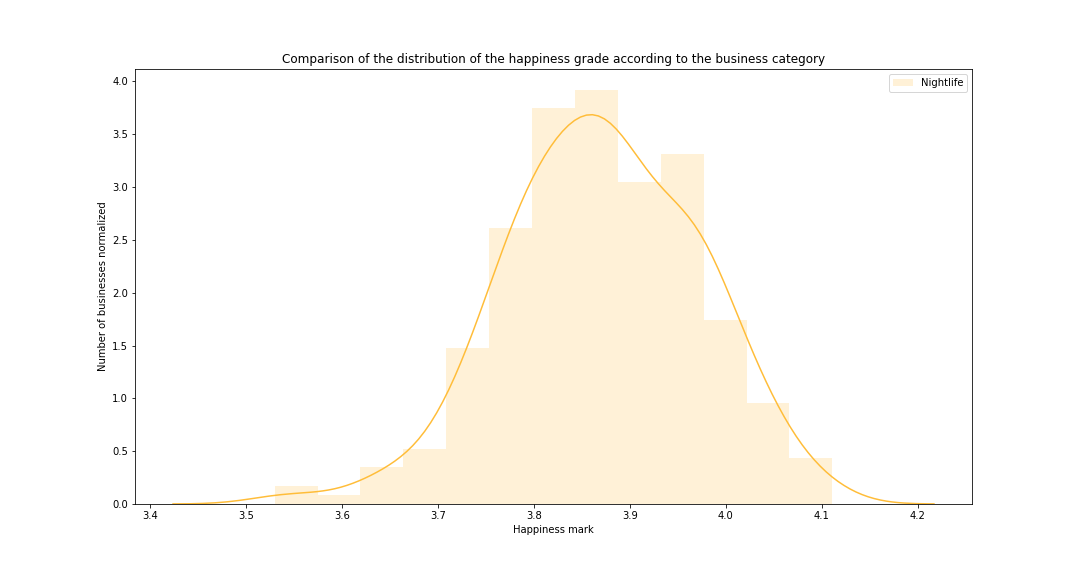 Comparison of the distribution of the happiness grade according to the business category
Nightlife
4.0
3.5
3.0
2.5
2.0
1.5
1.0
0.5
0.0
Number of businesses normalized
3.4 3.5 3.6 3.7 3.8 3.9 4.0 4.1 4.2
Happiness mark